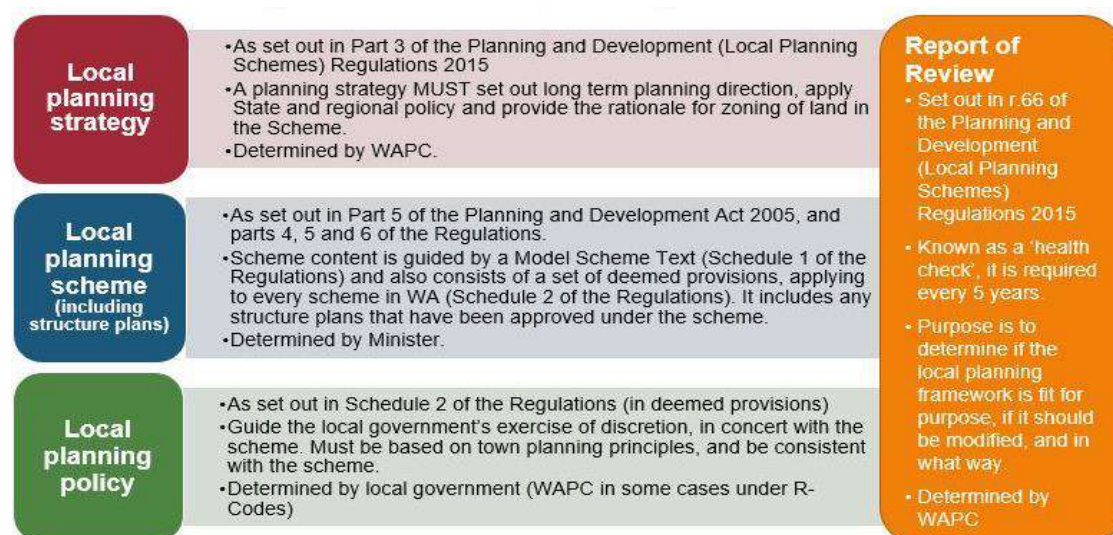 Local
planning
strategy
•As set out in Part 3 of the Planning and Development (Local Planning
Schemes) Regulations 2015
•A planning strategy MUST set out long term planning direction, apply
State and regional policy and provide the rationale for zoning of land in
the Scheme.
•Determined by WAPC.
Local
planning
scheme
(including
structure plans)
•As set out in Part 5 of the Planning and Development Act 2005, and
parts 4, 5 and 6 of the Regulations.
•Scheme content is guided by a Model Scheme Text (Schedule 1 of the
Regulations) and also consists of a set of deemed provisions, applying
to every scheme in WA (Schedule 2 of the Regulations). It includes any
structure plans that have been approved under the scheme.
•Determined by Minister.
Local
planning
policy
•As set out in Schedule 2 of the Regulations (in deemed provisions)
•Guide the local government's exercise of discretion, in concert with the
scheme. Must be based on town planning principles, and be consistent
with the scheme.
•Determined by local government (WAPC in some cases under R-
Codes)
Report of
Review
• Set out in r.66 of
the Planning and
Development
(Local Planning
Schemes)
Regulations 2015
• Known as a ‘health
check’, it is required
every 5 years.
• Purpose is to
determine if the
local planning
framework is fit for
purpose, if it should
be modified, and in
what way.
• Determined by
WAPC